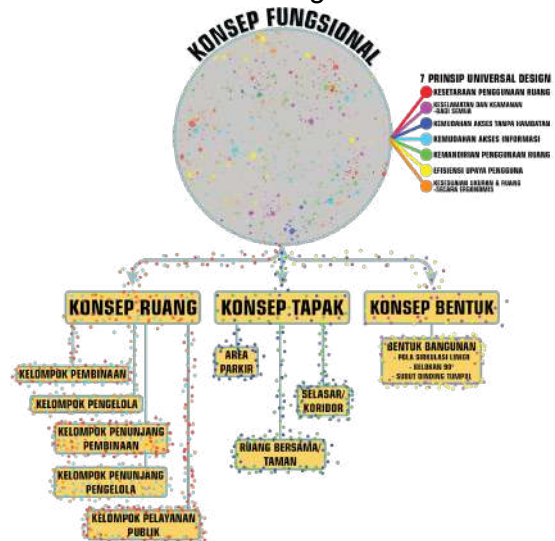 KONSEP FUNGSIONAL
7 PRINSIP UNIVERSAL DESIGN
KESETARAAN PENGGUNAAN RUANG
KESELAMATAN DAN KEAMANAN
-BAGI SEMUA
KEMUDAHAN AKSES TANPA HAMBATAN
KEMUDAHAN AKSES INFORMASI
KEMANDIRIAN PENGGUNAAN RUANG
EFISIENSI UPAYA PENGGUNA
KESESUAIAN UKURAN & RUANG
-SECARA ERGONOMIS
KONSEP RUANG
KONSEP TAPAK
KONSEP BENTUK
KELOMPOK PEMBINAAN
KELOMPOK PENGELOLA
KELOMPOK PENUNJANG
PEMBINAAN
KELOMPOK PENUNJANG
PENGELOLA
KELOMPOK PELAYANAN
PUBLIK
AREA
PARKIR
SELASAR/
KORIDOR
RUANG BERSAMA/
TAMAN
BENTUK BANGUNAN
- POLA SIRKULASI LINIER
- BELOKAN 90°
- SUDUT DINDING TUMPUL